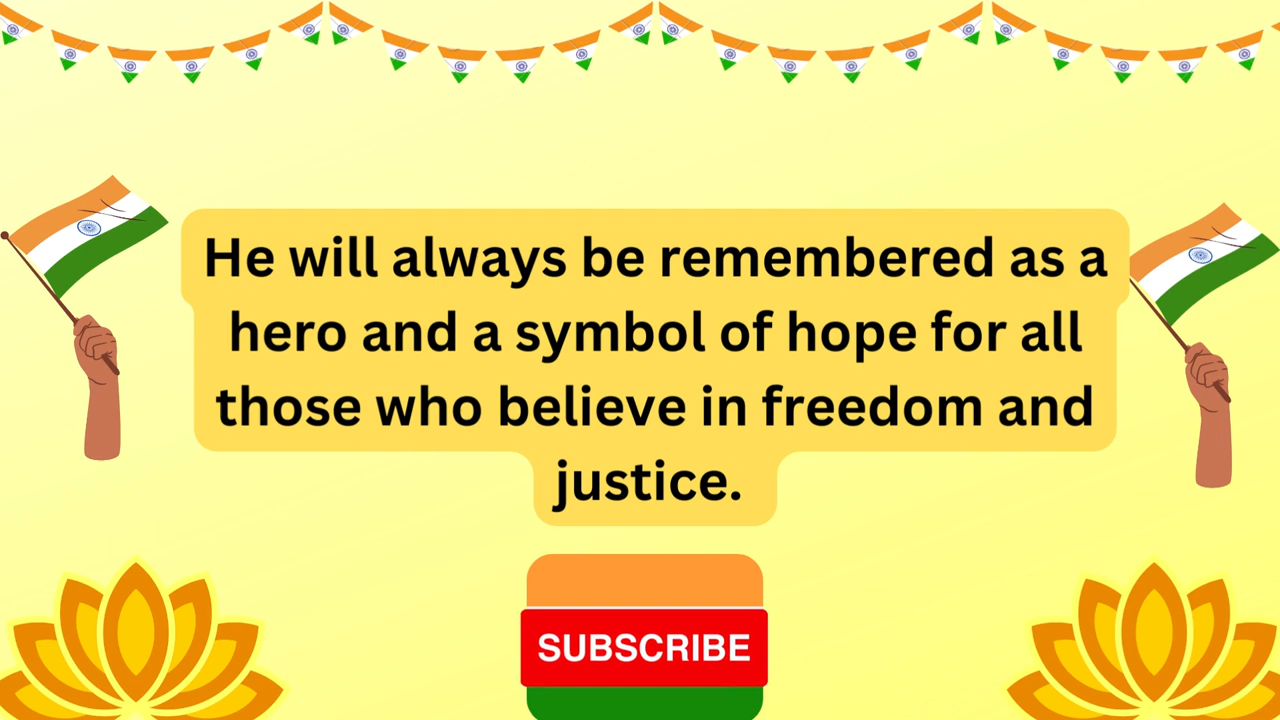 He will always be remembered as a
hero and a symbol of hope for all
those who believe in freedom and
justice.
SUBSCRIBE